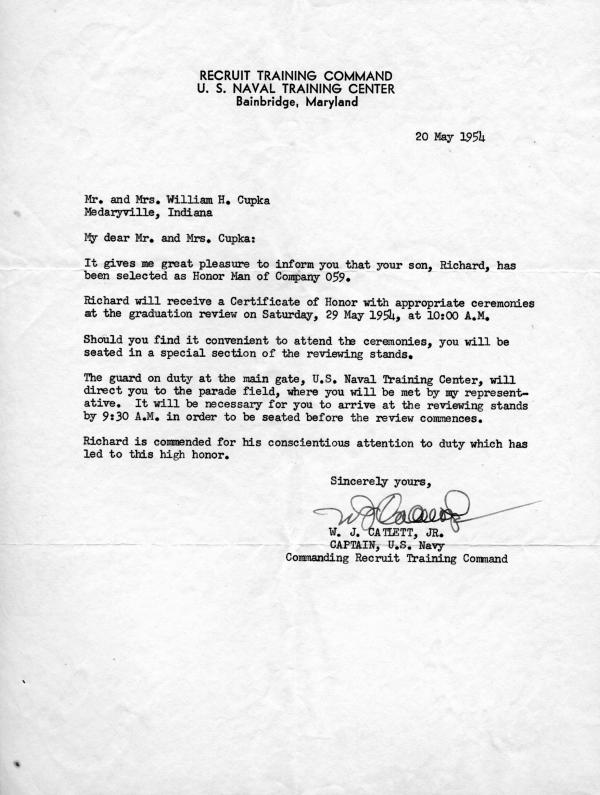 RECRUIT TRAINING COMMAND
U. S. NAVAL TRAINING CENTER
Bainbridge, Maryland
20 May 1954
Mr. and Mrs. William H. Cupka
Medaryville, Indiana
My dear Mr. and Mrs. Cupka:
It gives me great pleasure to inform you that your son, Richard, has
been selected as Honor Man of Company 059.
Richard will receive a Certificate of Honor with appropriate ceremonies
at the graduation review on Saturday, 29 May 1954, at 10:00 A.M.
Should you find it convenient to attend the ceremonies, you will be
seated in a special section of the reviewing stands.
The guard on duty at the main gate, U.S. Naval Training Center, will
direct you to the parade field, where you will be met by my represent-
ative. It will be necessary for you to arrive at the reviewing stands
by 9:30 A.M. in order to be seated before the review commences.
Richard is commended for his conscientious attention to duty which has
led to this high honor.
Sincerely yours,
W. J. CATLETT, JR.
CAPTAIN, U.S. Navy
Commanding Recruit Training Command